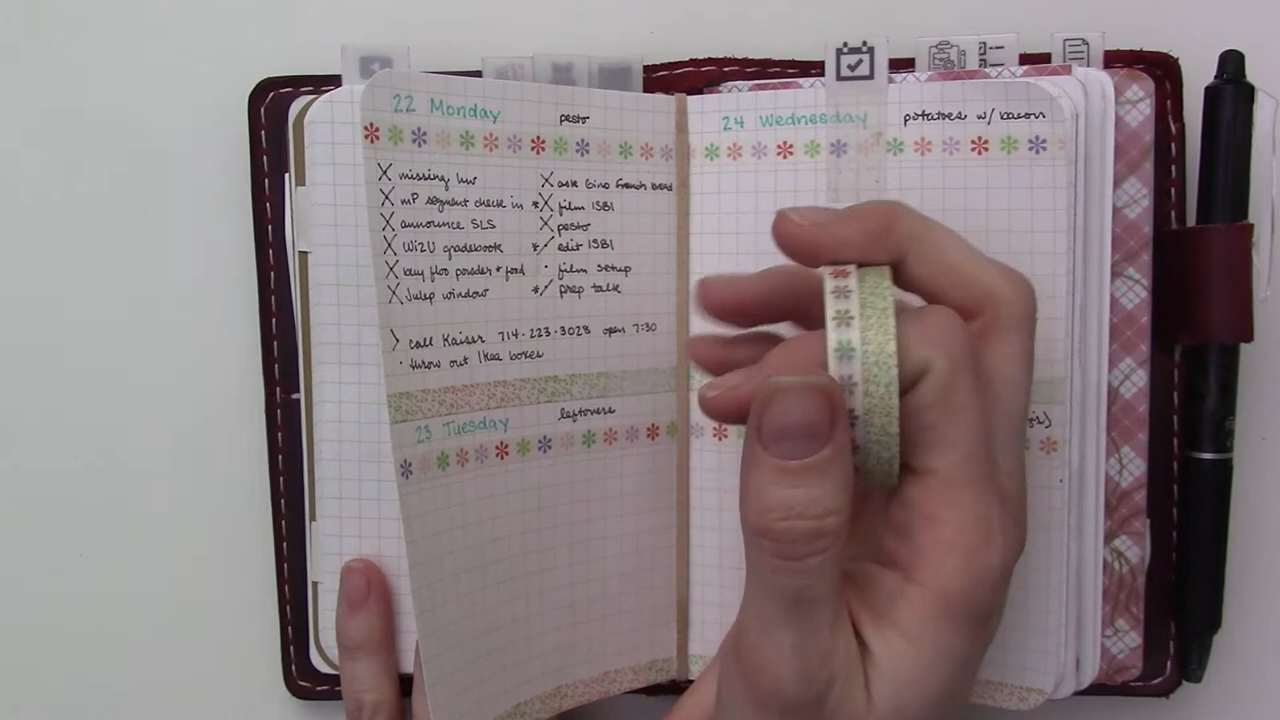 22 Monday pesto
X missing hw
X mP segment check in
X announce SLS
X WizU gradebook
X buy floo powder + food
X Julep window
X ask Gino French bread
*X film ISBI
X pesto
*/ edit ISBI
· film setup
*/ prep talk
> call Kaiser 714-223-3028 open 7:30
· throw out Ikea boxes
23 Tuesday leftovers
24 Wednesday potatoes w/ bacon